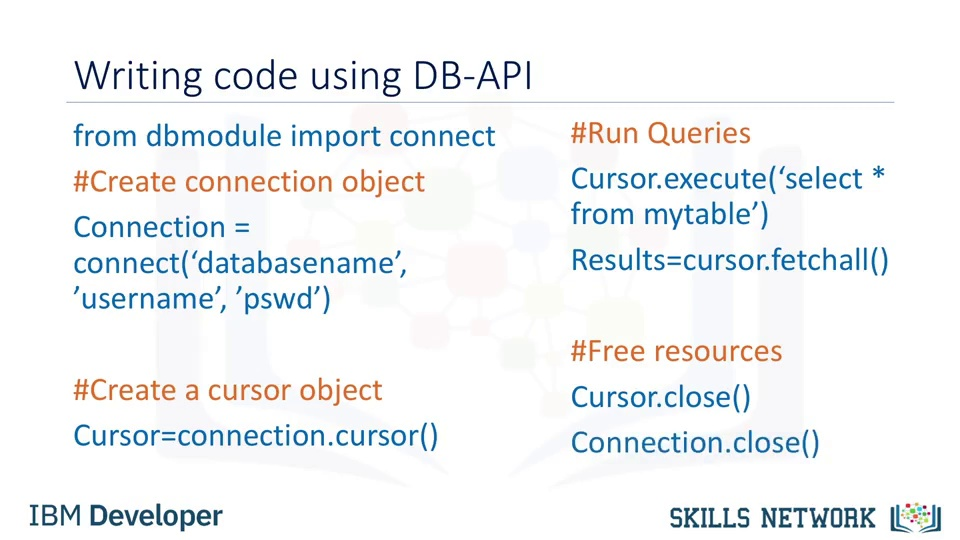 Writing code using DB-API
from dbmodule import connect
#Create connection object
Connection =
connect(‘databasename’,
’username’, ’pswd’)
#Create a cursor object
Cursor=connection.cursor()
#Run Queries
Cursor.execute(‘select *
from mytable’)
Results=cursor.fetchall()
#Free resources
Cursor.close()
Connection.close()
IBM Developer
SKILLS NETWORK